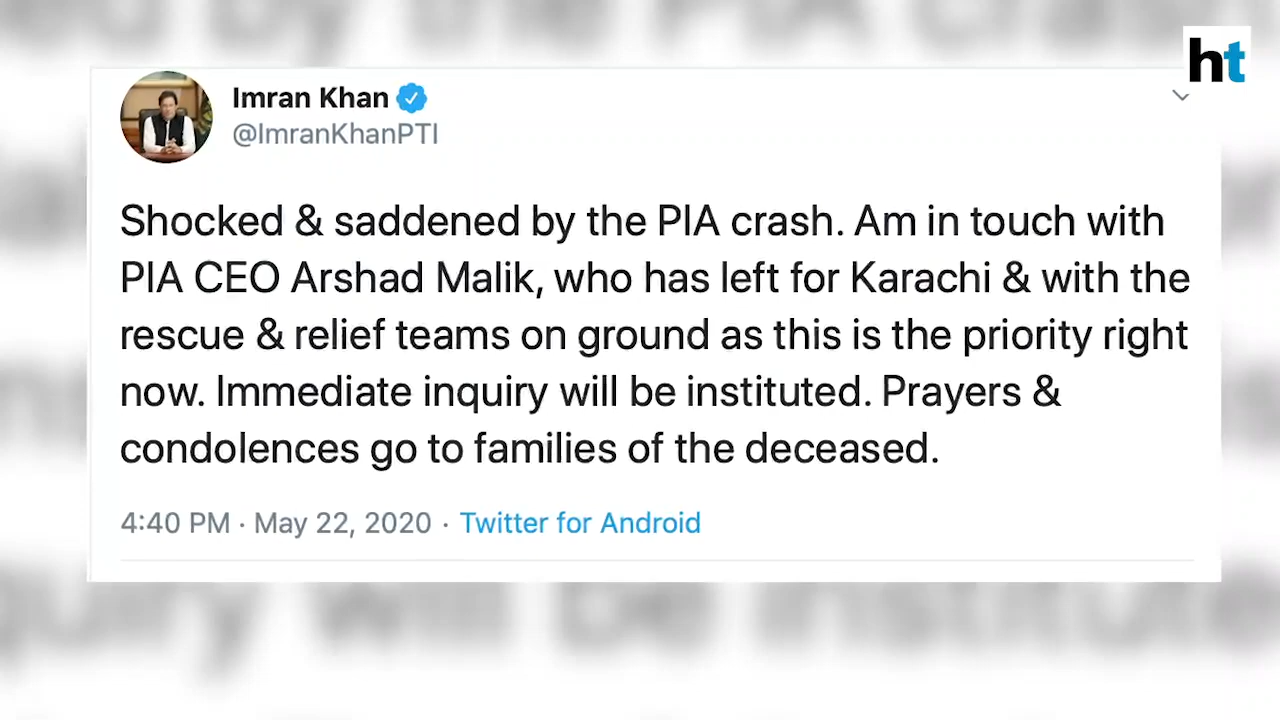 ht
Imran Khan
@ImranKhanPTI
Shocked & saddened by the PIA crash. Am in touch with
PIA CEO Arshad Malik, who has left for Karachi & with the
rescue & relief teams on ground as this is the priority right
now. Immediate inquiry will be instituted. Prayers &
condolences go to families of the deceased.
4:40 PM · May 22, 2020 · Twitter for Android